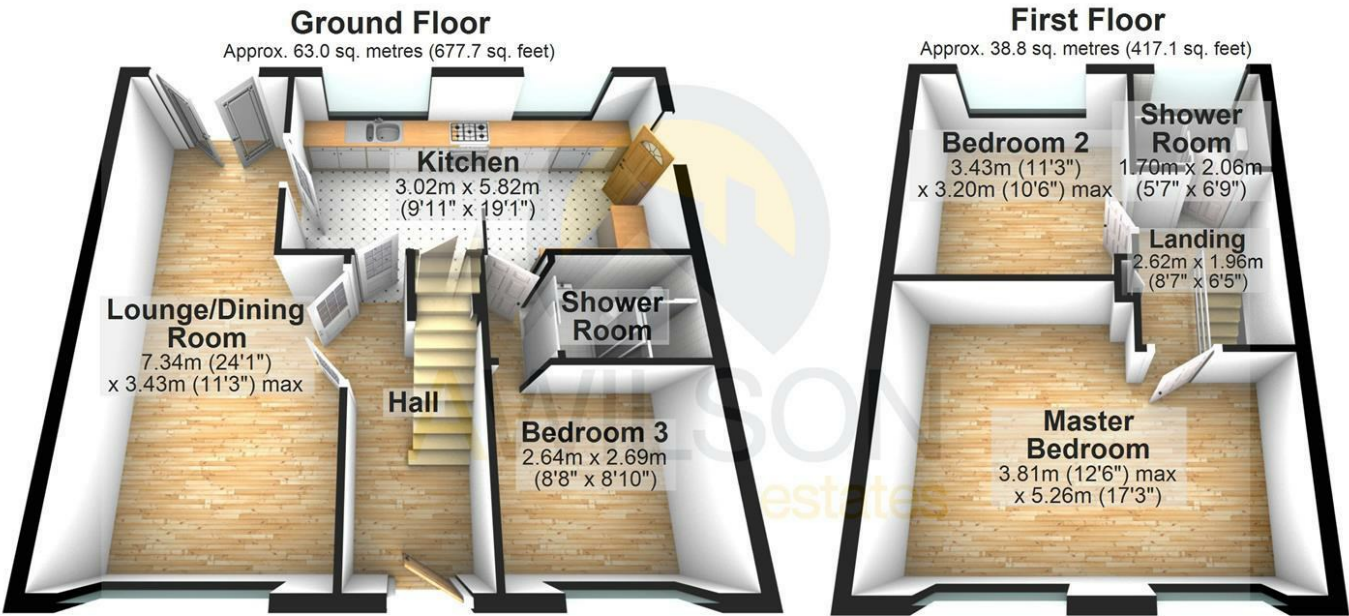 Ground Floor
Approx. 63.0 sq. metres (677.7 sq. feet)
Kitchen
3.02m x 5.82m
(9'11" x 19'1")
Lounge/Dining
Room
7.34m (24'1")
x 3.43m (11'3") max
Hall
Shower
Room
Bedroom 3
2.64m x 2.69m
(8'8" x 8'10")
First Floor
Approx. 38.8 sq. metres (417.1 sq. feet)
Bedroom 2
3.43m (11'3")
x 3.20m (10'6") max
Shower
Room
1.70m x 2.06m
(5'7" x 6'9")
Landing
2.62m x 1.96m
(8'7" x 6'5")
Master
Bedroom
3.81m (12'6") max
x 5.26m (17'3")
AWILSON
estates